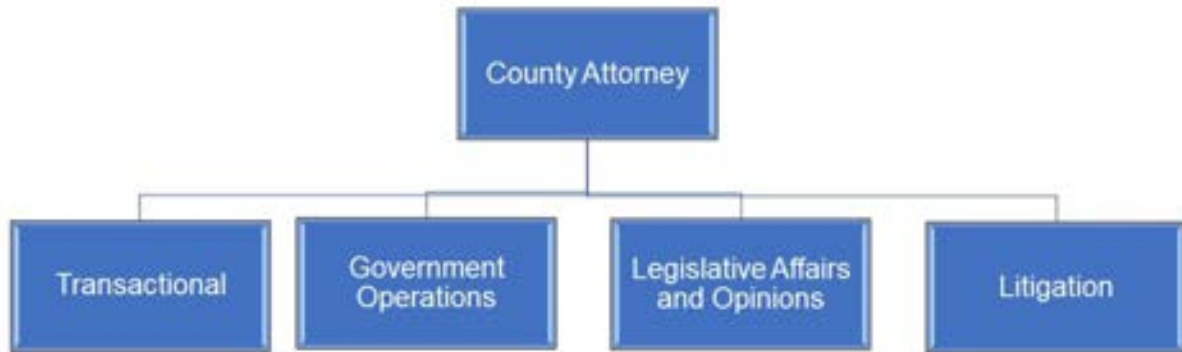 County Attorney
Transactional
Government
Operations
Legislative Affairs
and Opinions
Litigation